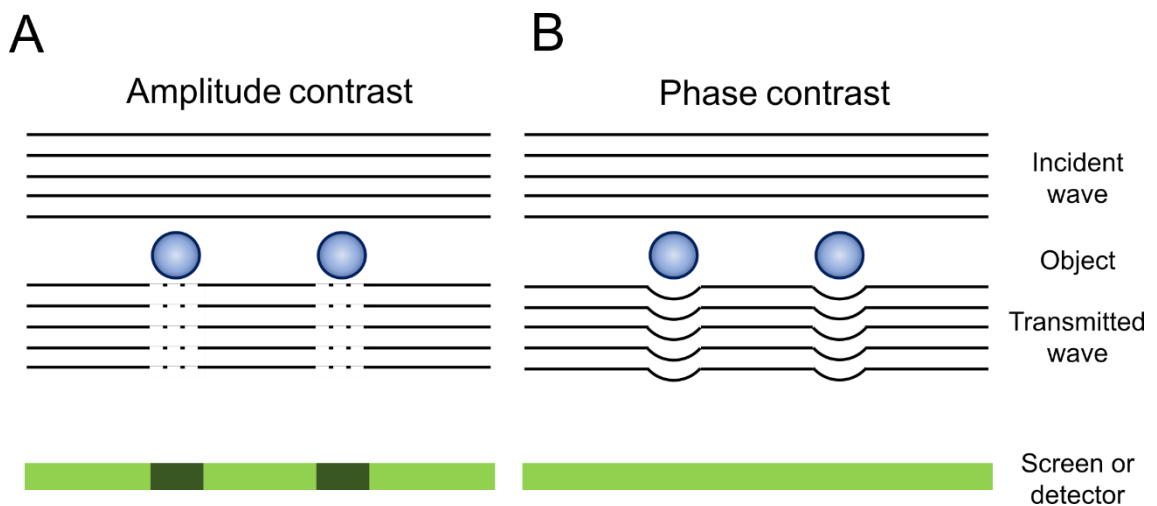 A
B
Amplitude contrast
Phase contrast
Incident
wave
Object
Transmitted
wave
Screen or
detector